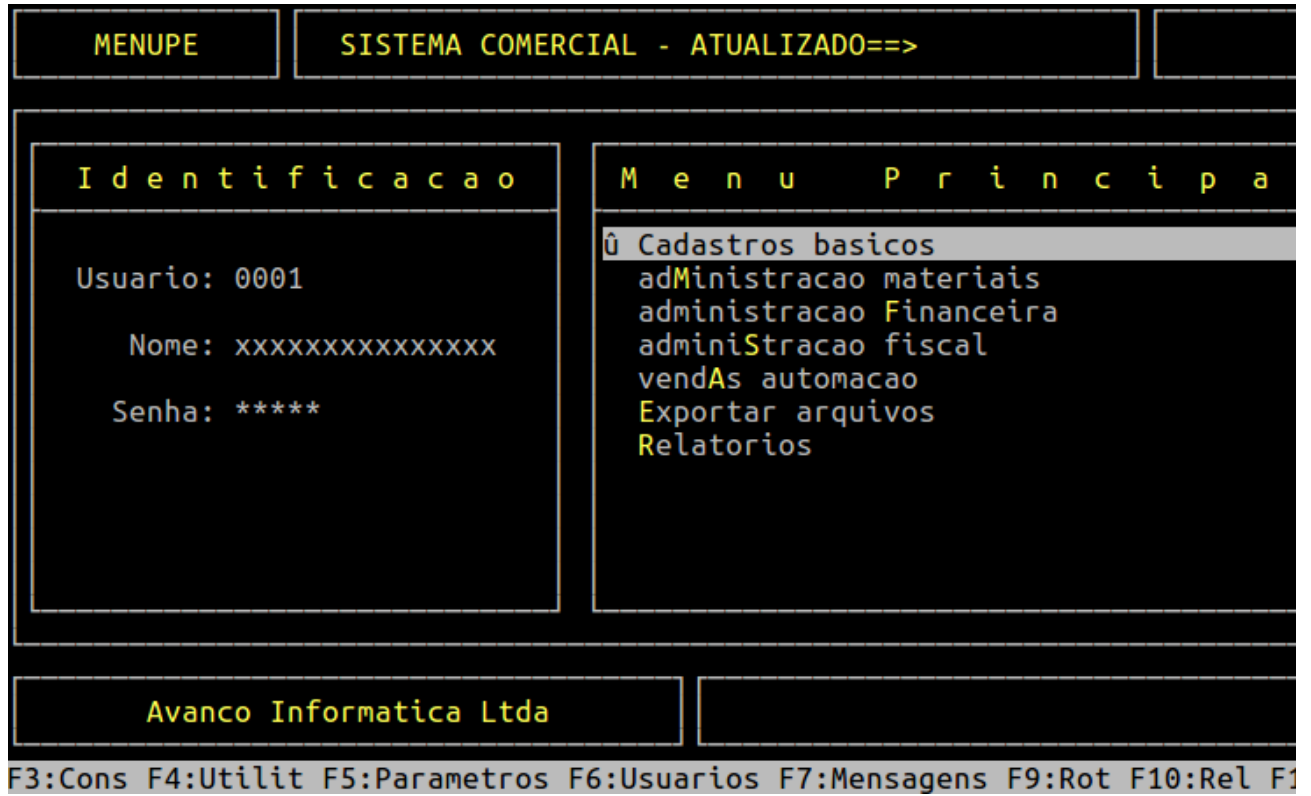 MENUPE
SISTEMA COMERCIAL - ATUALIZADO==>
I d e n t i f i c a c a o
M e n u P r i n c i p a
û Cadastros basicos
Usuario: 0001
adMinistracao materiais
administracao Financeira
Nome: xxxxxxxxxxxxxxx
adminiStracao fiscal
vendAs automacao
Senha: *****
Exportar arquivos
Relatorios
Avanco Informatica Ltda
F3:Cons F4:Utilit F5:Parametros F6:Usuarios F7:Mensagens F9:Rot F10:Rel F1